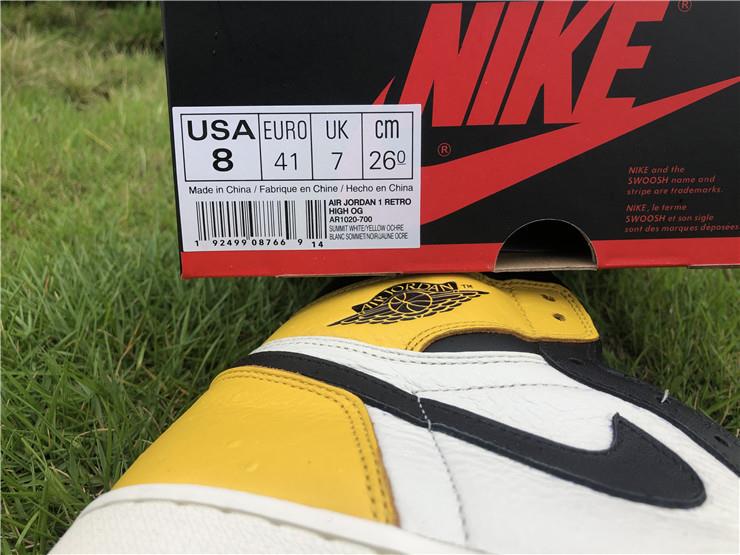 NIKE
®
®
USA EURO UK cm
8 41 7 26⁰
Made in China / Fabrique en Chine / Hecho en China
AIR JORDAN 1 RETRO
HIGH OG
AR1020-700
SUMMIT WHITE/YELLOW OCHRE
BLANC SOMMET/NOIR/JAUNE OCRE
1 92499 08766 9 14
NIKE and the
SWOOSH name and
stripe are trademarks.
NIKE, le terme
SWOOSH et son sigle
sont des marques déposées
AIR JORDAN TM